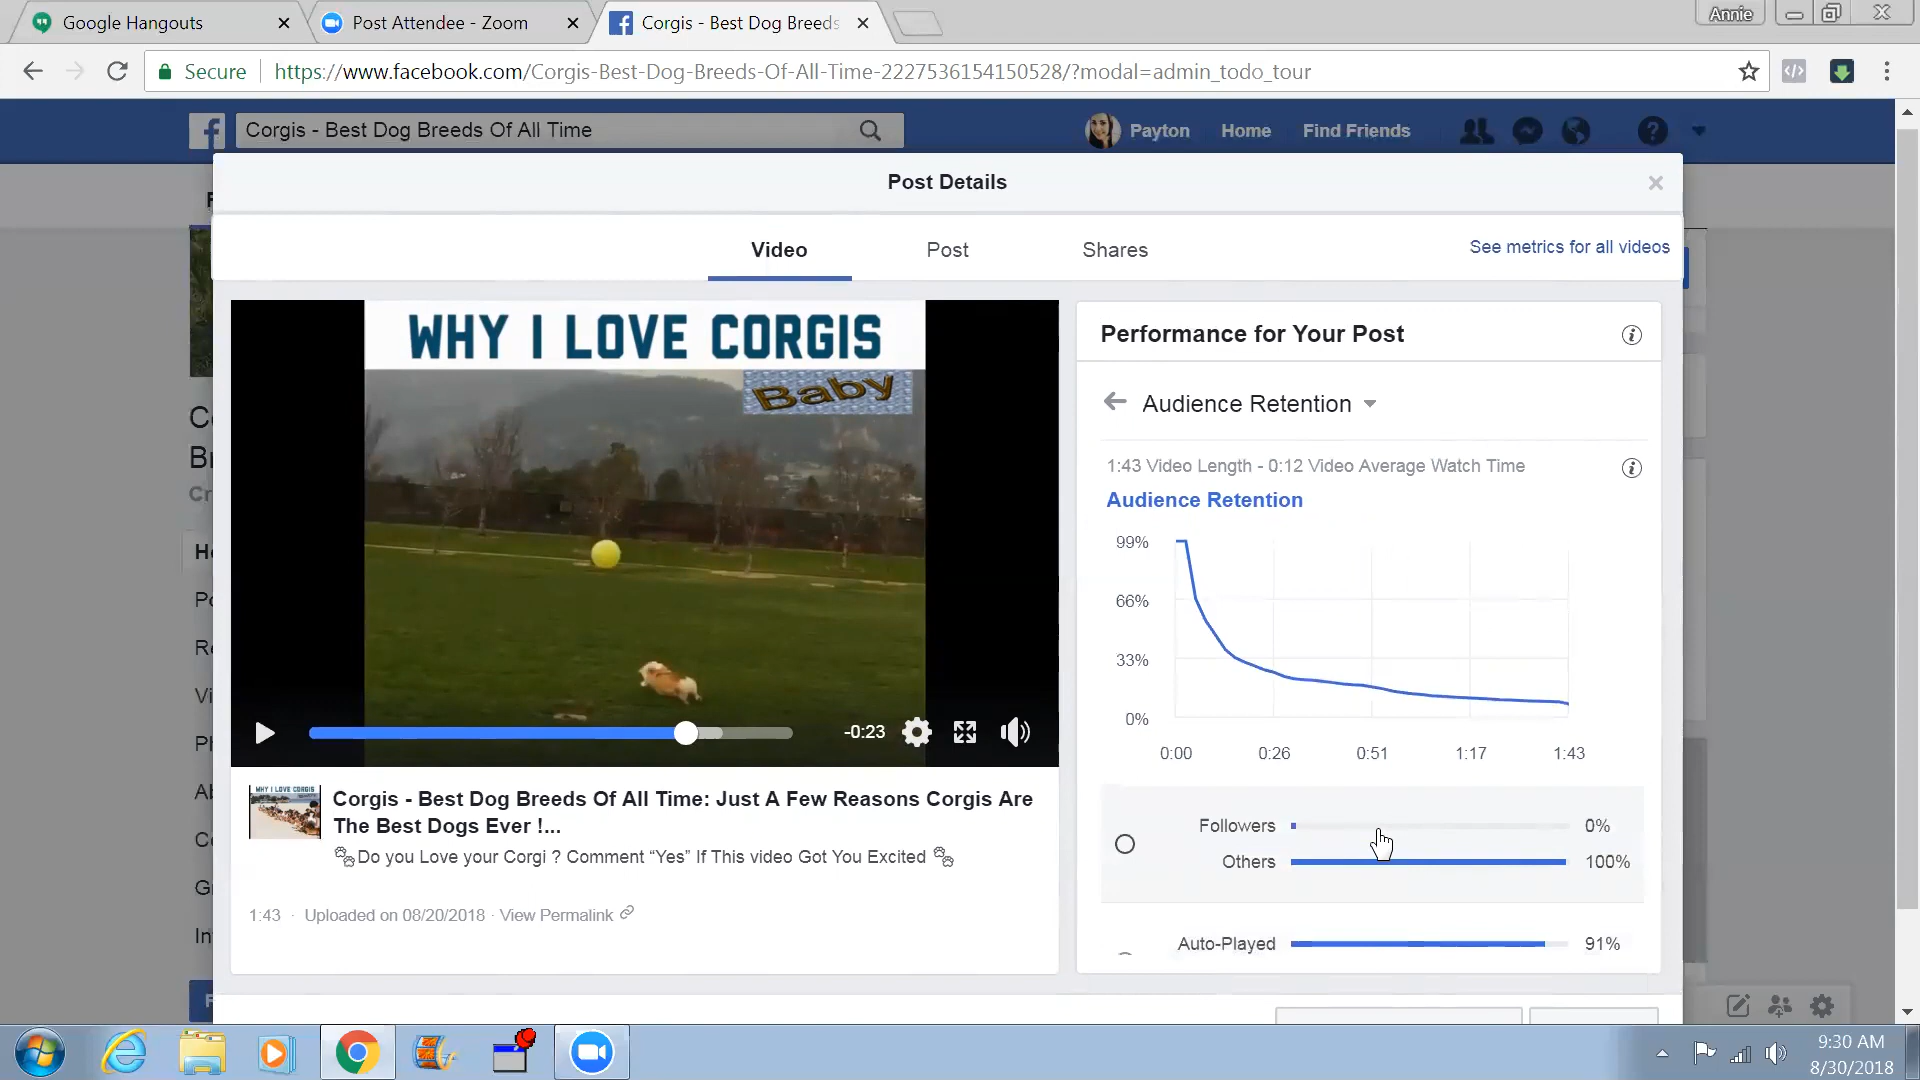 Google Hangouts
Post Attendee - Zoom
Corgis - Best Dog Breeds
Annie
Secure
https://www.facebook.com/Corgis-Best-Dog-Breeds-Of-All-Time-2227536154150528/?modal=admin_todo_tour
Corgis - Best Dog Breeds Of All Time
Payton
Home
Find Friends
Post Details
Video
Post
Shares
See metrics for all videos
WHY I LOVE CORGIS
Baby
-0:23
WHY I LOVE CORGIS
Corgis - Best Dog Breeds Of All Time: Just A Few Reasons Corgis Are
The Best Dogs Ever !...
Do you Love your Corgi ? Comment “Yes” If This video Got You Excited
1:43 · Uploaded on 08/20/2018 · View Permalink
Performance for Your Post
Audience Retention
1:43 Video Length - 0:12 Video Average Watch Time
Audience Retention
99%
66%
33%
0%
0:00 0:26 0:51 1:17 1:43
Followers 0%
Others 100%
Auto-Played 91%
9:30 AM
8/30/2018